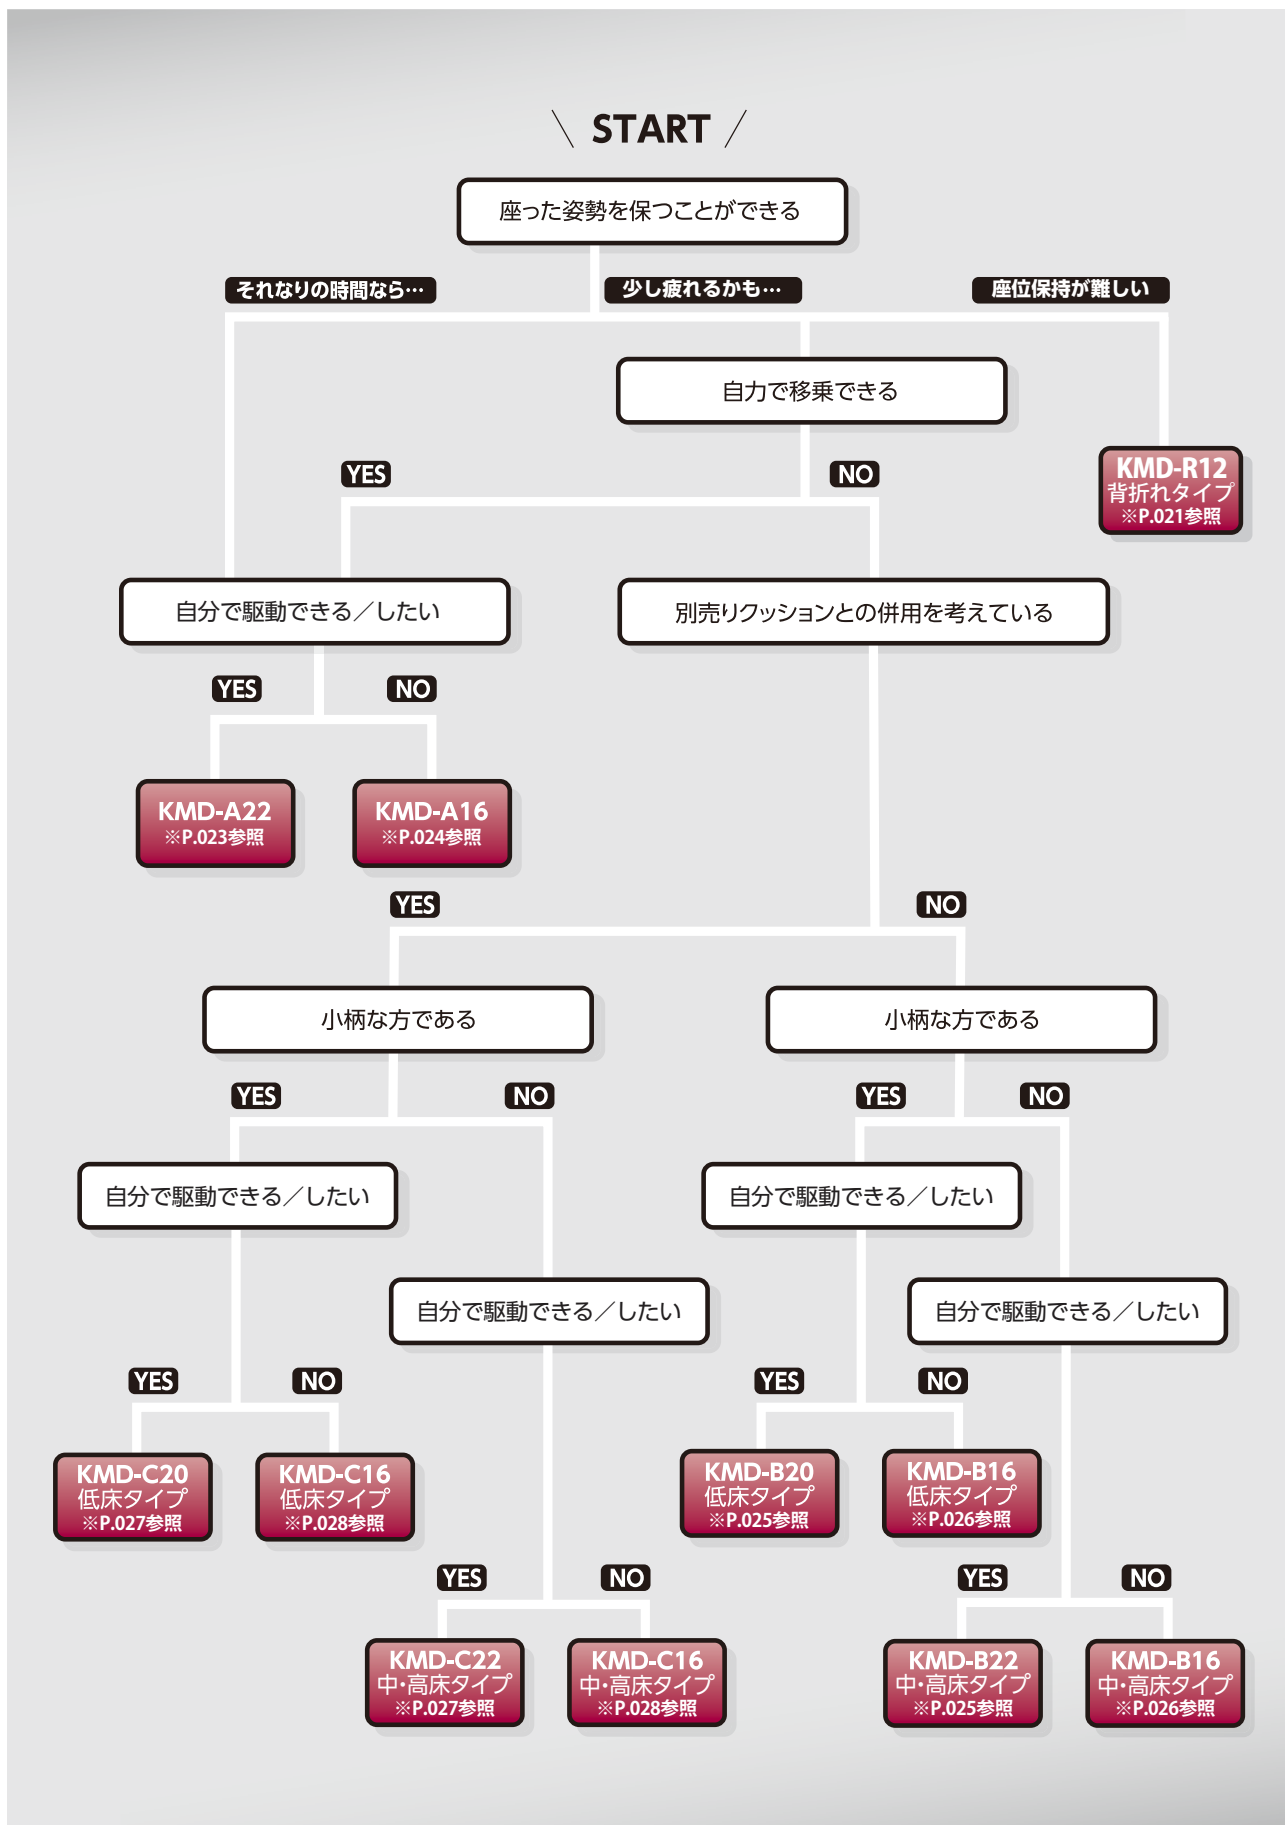 START
座った姿勢を保つことができる
それなりの時間なら…
少し疲れるかも…
座位保持が難しい
自力で移乗できる
KMD-R12
背折れタイプ
※P.021参照
YES
NO
自分で駆動できる／したい
別売りクッションとの併用を考えている
YES
NO
KMD-A22
※P.023参照
KMD-A16
※P.024参照
YES
NO
小柄な方である
小柄な方である
YES
NO
YES
NO
自分で駆動できる／したい
自分で駆動できる／したい
自分で駆動できる／したい
自分で駆動できる／したい
YES
NO
YES
NO
KMD-C20
低床タイプ
※P.027参照
KMD-C16
低床タイプ
※P.028参照
KMD-B20
低床タイプ
※P.025参照
KMD-B16
低床タイプ
※P.026参照
YES
NO
YES
NO
KMD-C22
中・高床タイプ
※P.027参照
KMD-C16
中・高床タイプ
※P.028参照
KMD-B22
中・高床タイプ
※P.025参照
KMD-B16
中・高床タイプ
※P.026参照